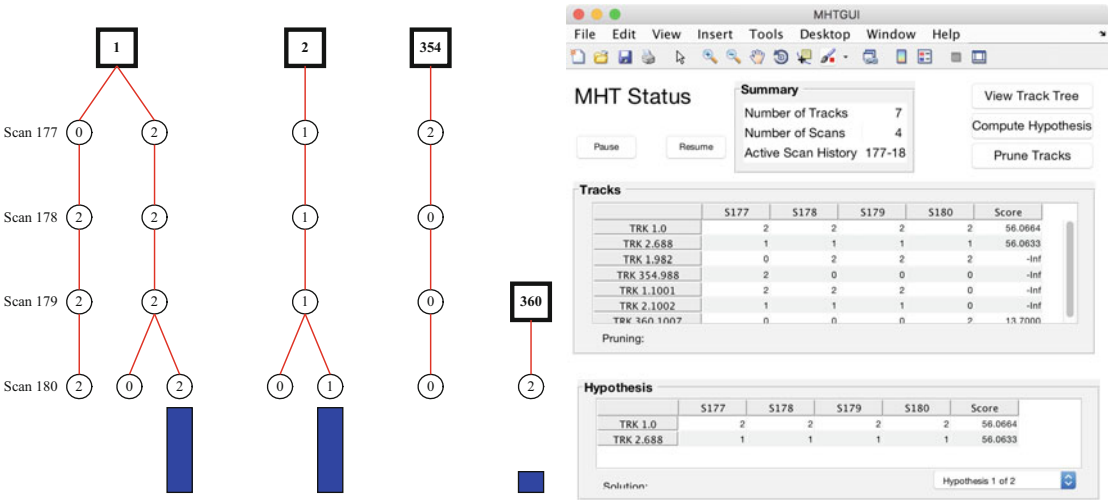 1
2
354
Scan 177
0
2
1
2
Scan 178
2
2
1
0
Scan 179
2
2
1
0
360
Scan 180
2
0
2
0
1
0
2
MHTGUI
File Edit View Insert Tools Desktop Window Help
MHT Status
Pause
Resume
Summary
Number of Tracks 7
Number of Scans 4
Active Scan History 177-18
View Track Tree
Compute Hypothesis
Prune Tracks
Tracks
S177 S178 S179 S180 Score
TRK 1.0 2 2 2 2 56.0664
TRK 2.688 1 1 1 1 56.0633
TRK 1.982 0 2 2 2 -Inf
TRK 354.988 2 0 0 0 -Inf
TRK 1.1001 2 2 2 0 -Inf
TRK 2.1002 1 1 1 0 -Inf
TRK 360.1007 0 0 0 2 13.7000
Pruning:
Hypothesis
S177 S178 S179 S180 Score
TRK 1.0 2 2 2 2 56.0664
TRK 2.688 1 1 1 1 56.0633
Solution:
Hypothesis 1 of 2